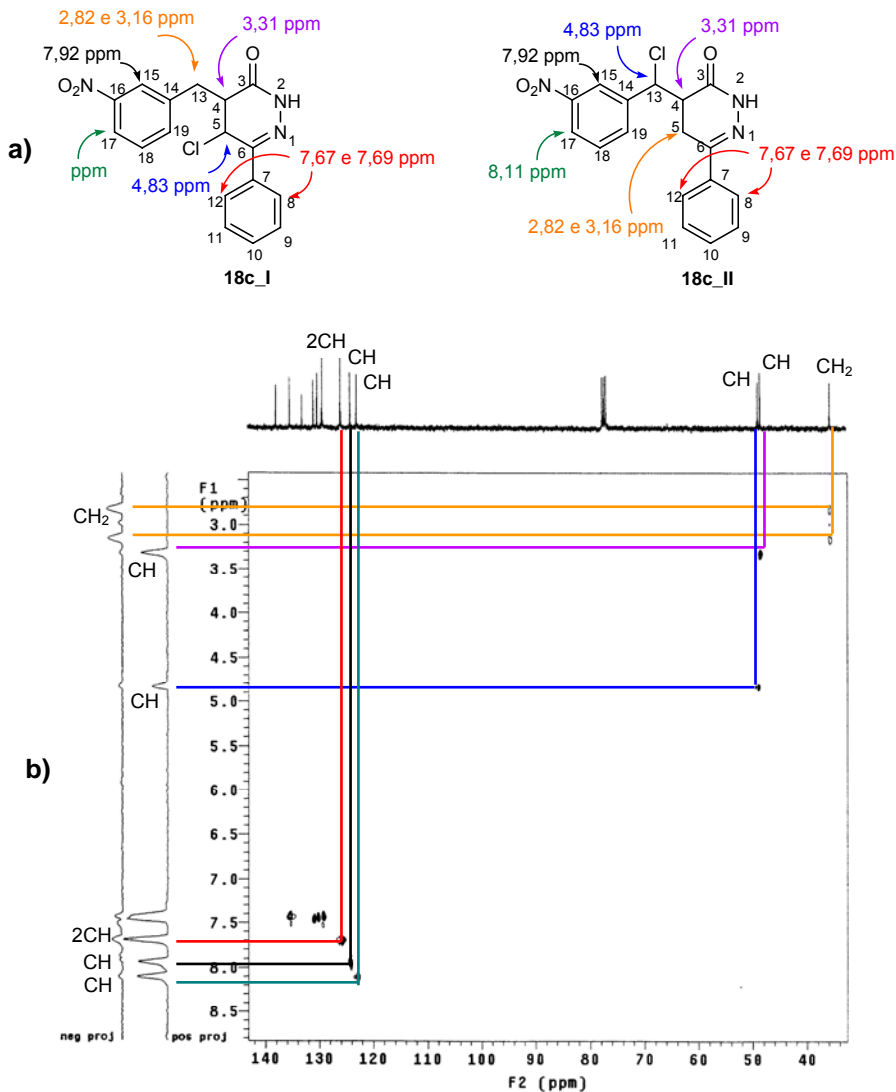 a)
2,82 e 3,16 ppm
3,31 ppm
7,92 ppm
O
O₂N
15
16
14
13
3
2
NH
4
5
N
1
6
17
18
19
Cl
ppm
4,83 ppm
7,67 e 7,69 ppm
7
12
8
11
9
10
18c_I
4,83 ppm
Cl
3,31 ppm
7,92 ppm
O
O₂N
15
16
14
13
3
2
NH
4
5
N
1
6
17
18
19
8,11 ppm
7,67 e 7,69 ppm
7
2,82 e 3,16 ppm
12
8
11
9
10
18c_II
2CH
CH
CH
CH
CH
CH₂
F1
(ppm)
CH₂
CH
CH
2CH
CH
CH
3.0
3.5
4.0
4.5
5.0
5.5
6.0
6.5
7.0
7.5
8.0
8.5
b)
neg proj
pos proj
140 130 120 110 100 90 80 70 60 50 40
F2 (ppm)